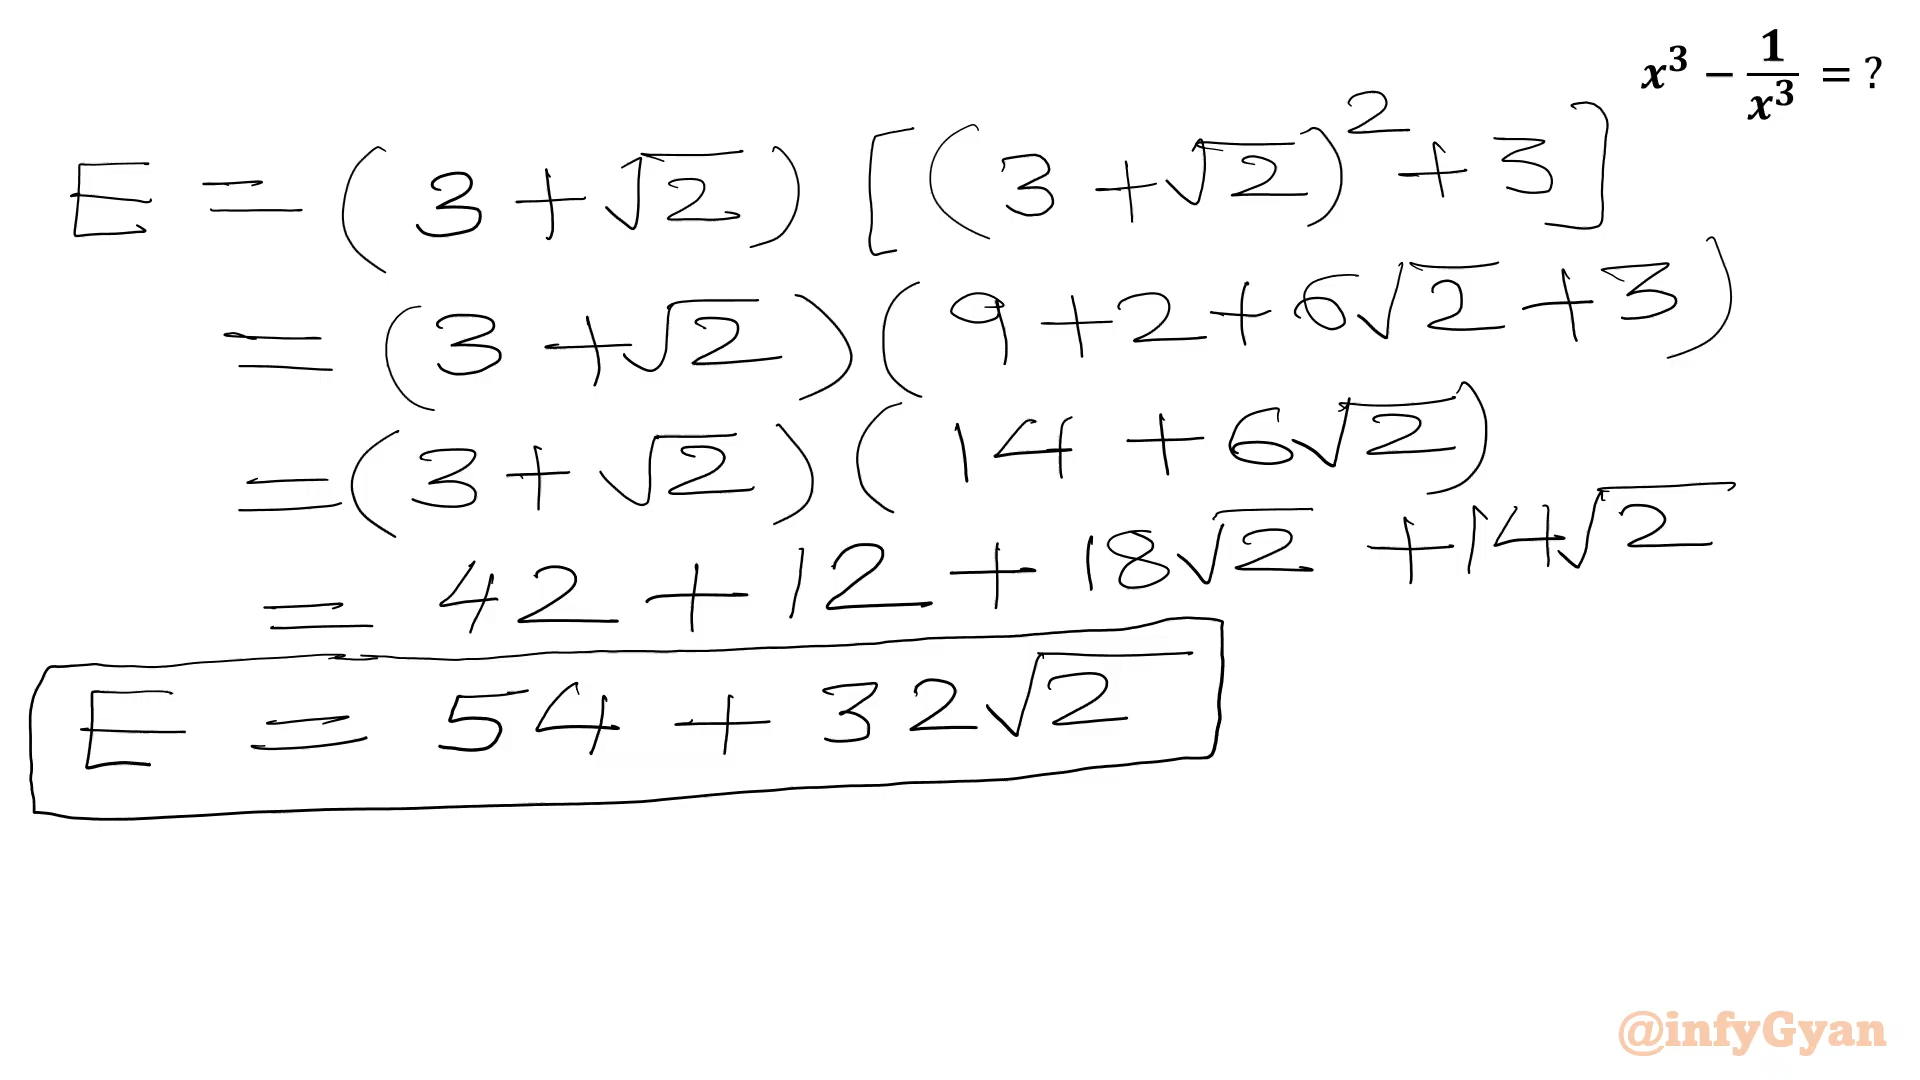 x³ − 1/x³ = ?
E = (3 + √2) [(3 + √2)² + 3]
= (3 + √2) (9 + 2 + 6√2 + 3)
= (3 + √2) (14 + 6√2)
= 42 + 12 + 18√2 + 14√2
E = 54 + 32√2
@infyGyan